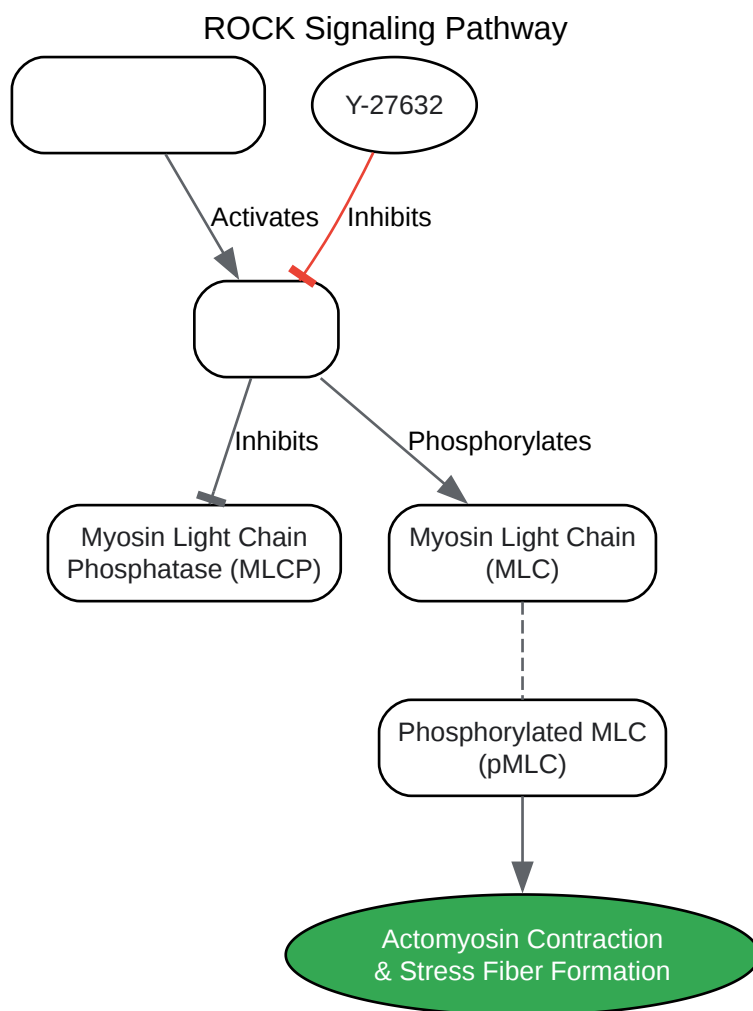 ROCK Signaling Pathway
Y-27632
Activates
Inhibits
Inhibits
Phosphorylates
Myosin Light Chain
Phosphatase (MLCP)
Myosin Light Chain
(MLC)
Phosphorylated MLC
(pMLC)
Actomyosin Contraction
& Stress Fiber Formation